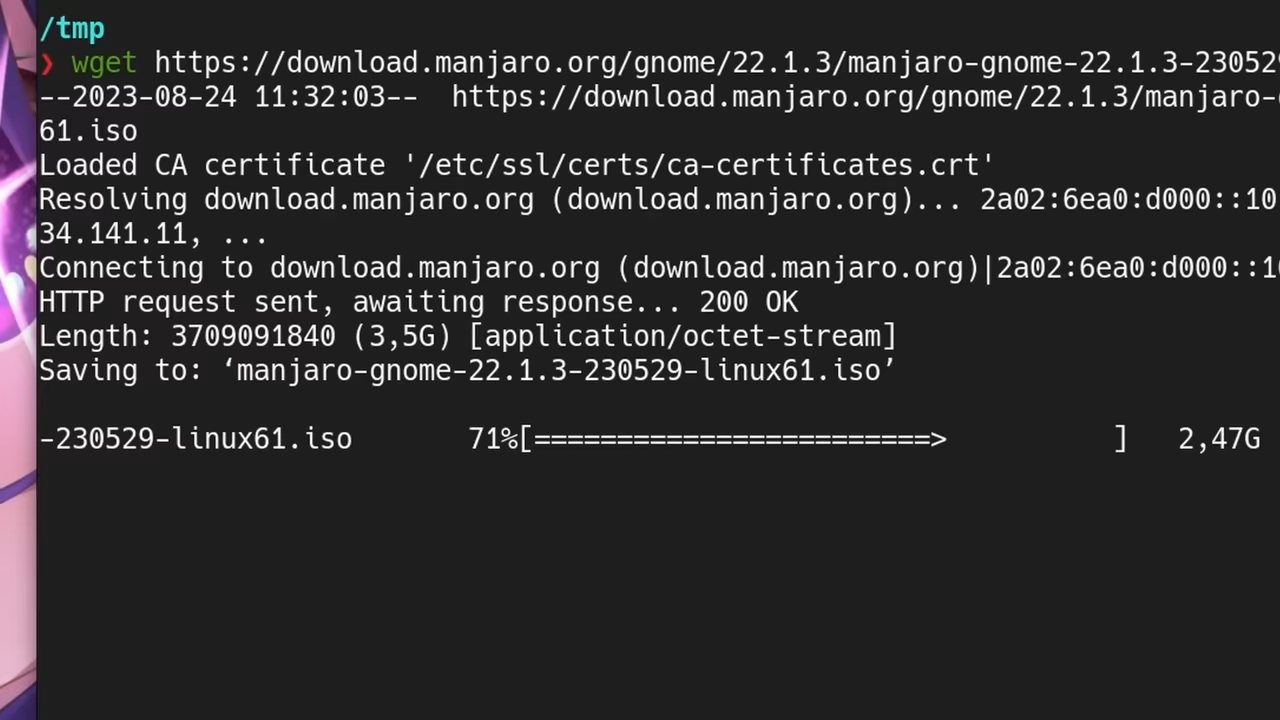 /tmp
❯ wget https://download.manjaro.org/gnome/22.1.3/manjaro-gnome-22.1.3-230529
--2023-08-24 11:32:03--  https://download.manjaro.org/gnome/22.1.3/manjaro-
61.iso
Loaded CA certificate '/etc/ssl/certs/ca-certificates.crt'
Resolving download.manjaro.org (download.manjaro.org)... 2a02:6ea0:d000::10
34.141.11, ...
Connecting to download.manjaro.org (download.manjaro.org)|2a02:6ea0:d000::1
HTTP request sent, awaiting response... 200 OK
Length: 3709091840 (3,5G) [application/octet-stream]
Saving to: ‘manjaro-gnome-22.1.3-230529-linux61.iso’
-230529-linux61.iso       71%[========================>          ]   2,47G